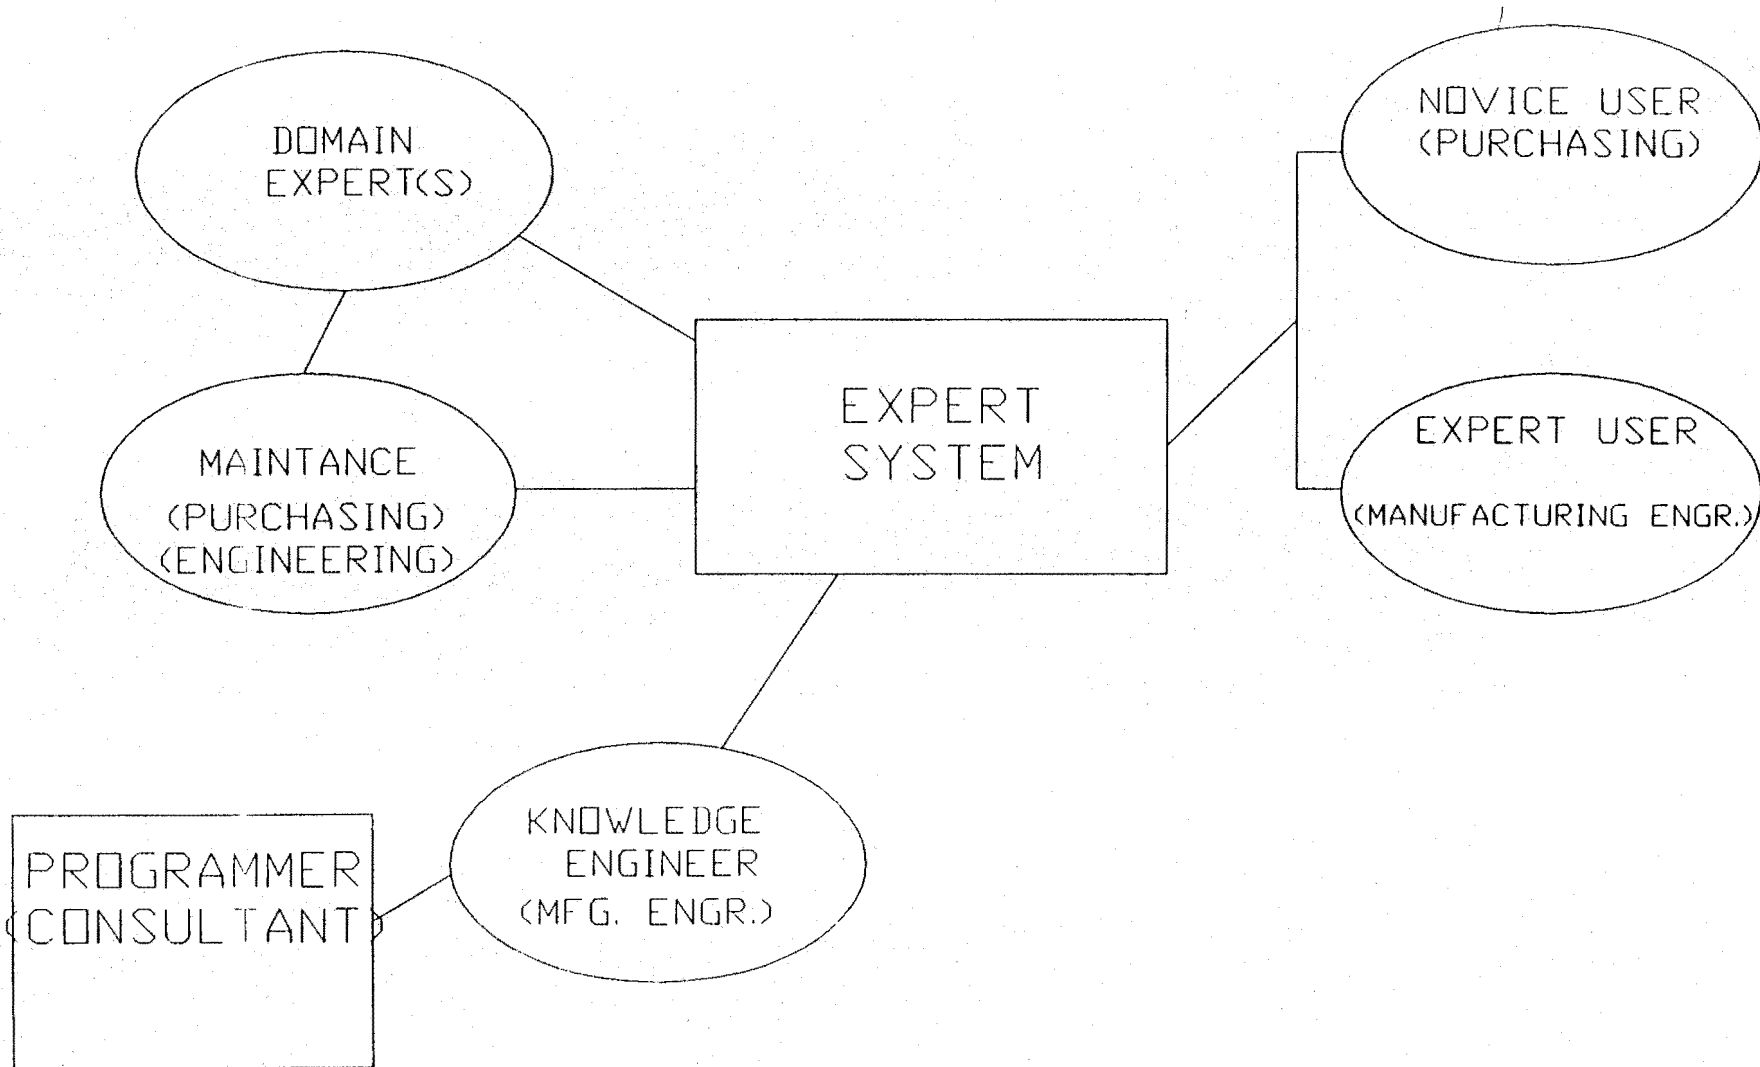 DOMAIN
EXPERT(S)
NOVICE USER
(PURCHASING)
MAINTANCE
(PURCHASING)
(ENGINEERING)
EXPERT
SYSTEM
EXPERT USER
(MANUFACTURING ENGR.)
KNOWLEDGE
ENGINEER
(MFG. ENGR.)
PROGRAMMER
(CONSULTANT)